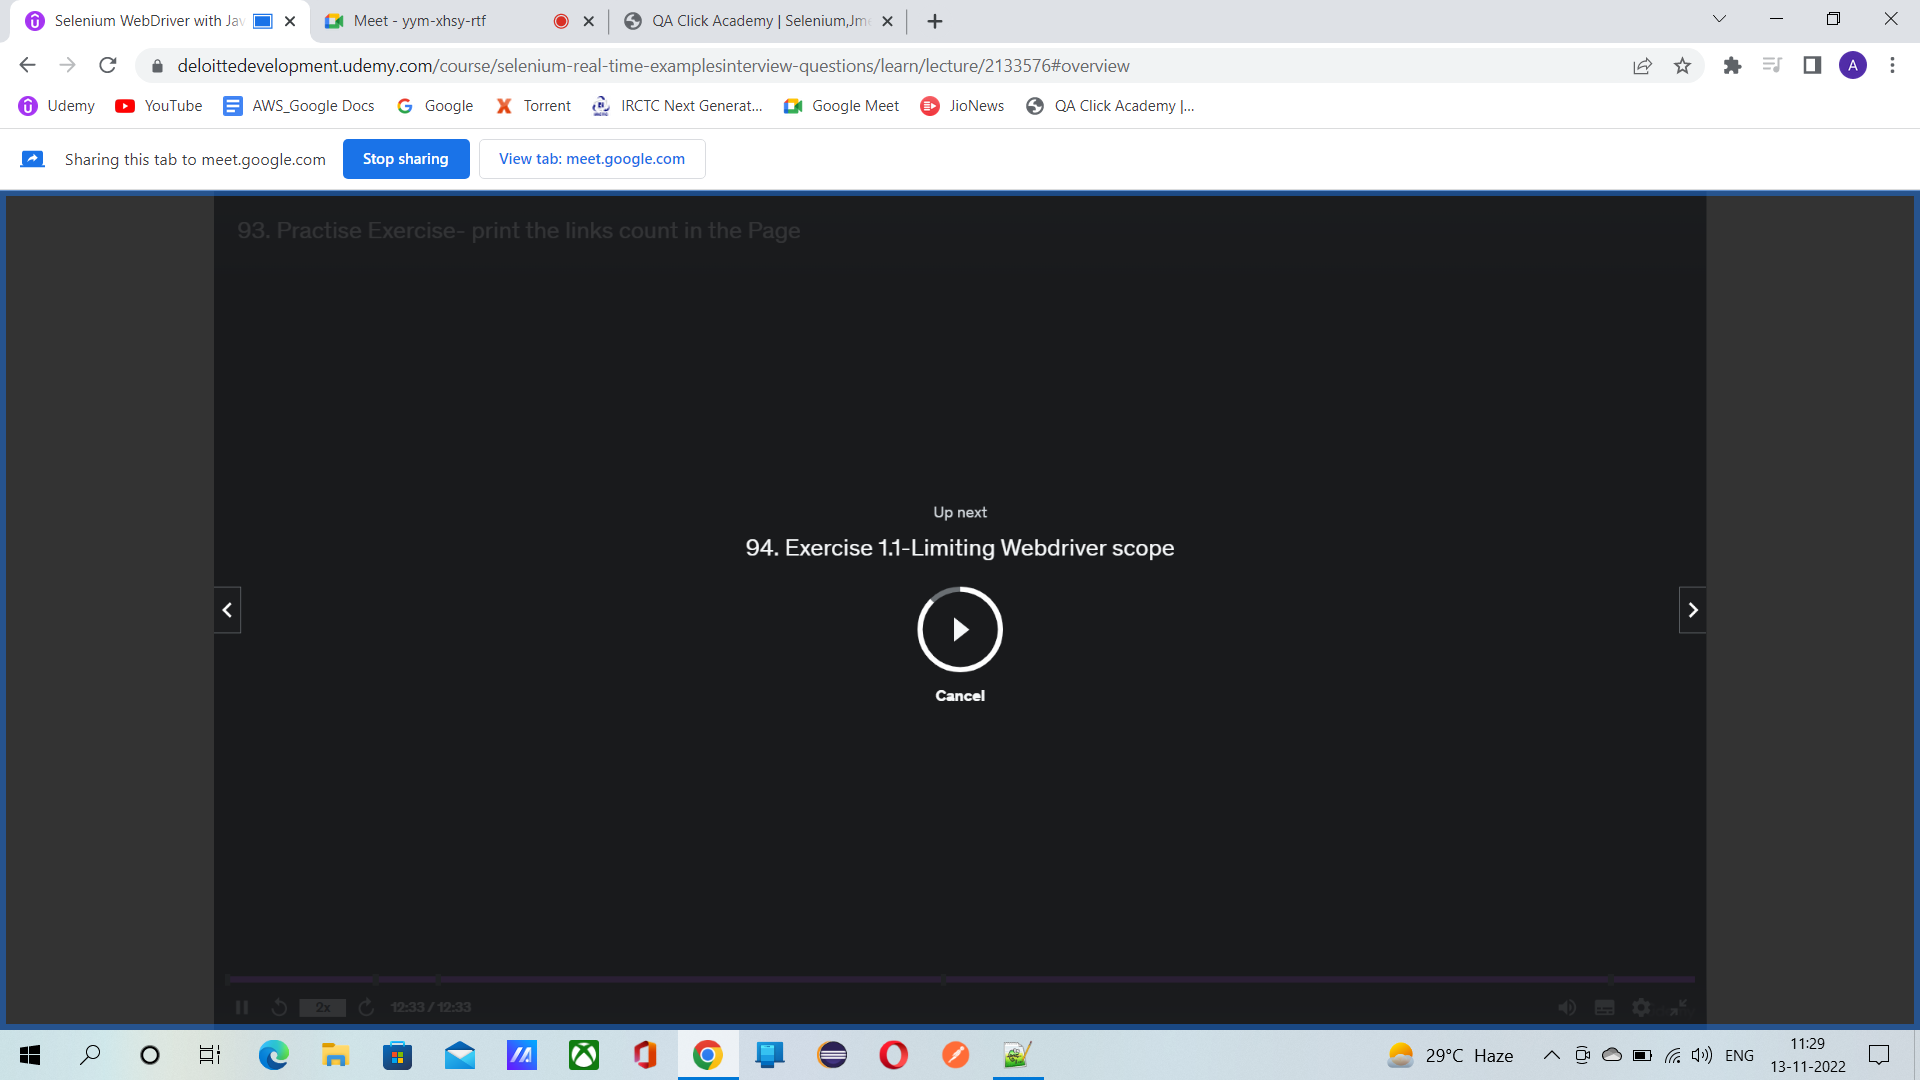 Selenium WebDriver with Jav
Meet - yym-xhsy-rtf
QA Click Academy | Selenium,Jme
deloittedevelopment.udemy.com/course/selenium-real-time-examplesinterview-questions/learn/lecture/2133576#overview
A
Udemy
YouTube
AWS_Google Docs
Google
Torrent
IRCTC Next Generat...
Google Meet
JioNews
QA Click Academy |...
Sharing this tab to meet.google.com
Stop sharing
View tab: meet.google.com
93. Practise Exercise- print the links count in the Page
Up next
94. Exercise 1.1-Limiting Webdriver scope
Cancel
2x
12:33 / 12:33
29°C Haze
ENG
11:29
13-11-2022